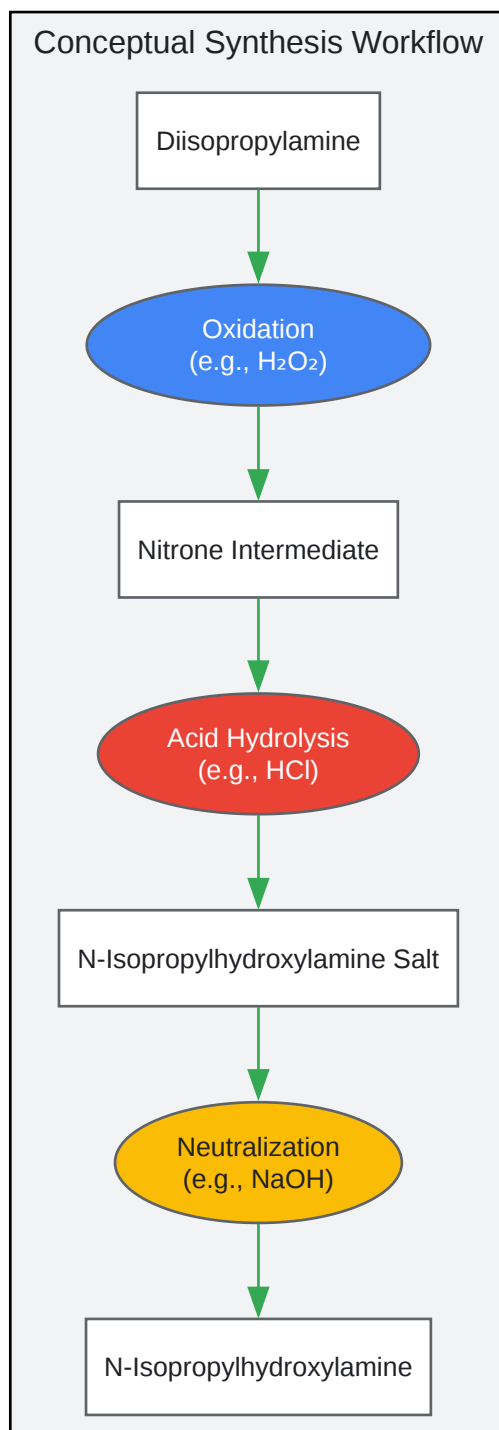 Conceptual Synthesis Workflow
Diisopropylamine
Oxidation
(e.g., H₂O₂)
Nitrone Intermediate
Acid Hydrolysis
(e.g., HCl)
N-Isopropylhydroxylamine Salt
Neutralization
(e.g., NaOH)
N-Isopropylhydroxylamine